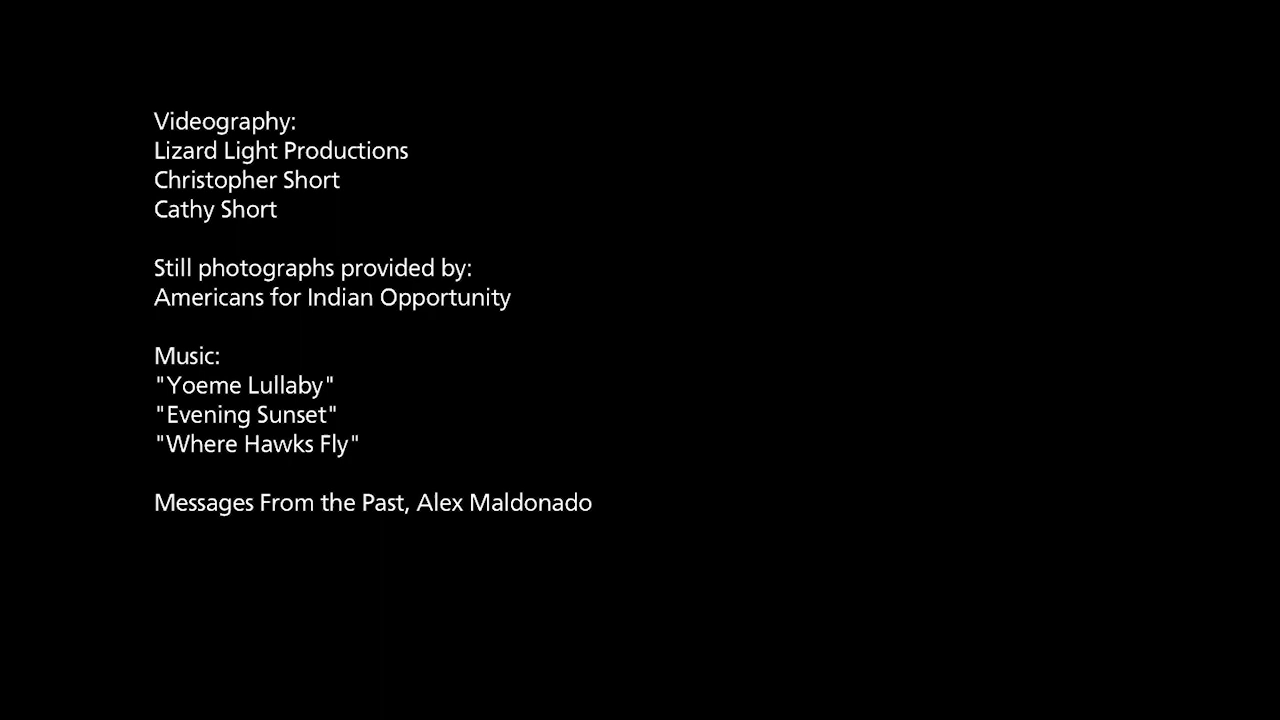 Videography:
Lizard Light Productions
Christopher Short
Cathy Short
Still photographs provided by:
Americans for Indian Opportunity
Music:
"Yoeme Lullaby"
"Evening Sunset"
"Where Hawks Fly"
Messages From the Past, Alex Maldonado